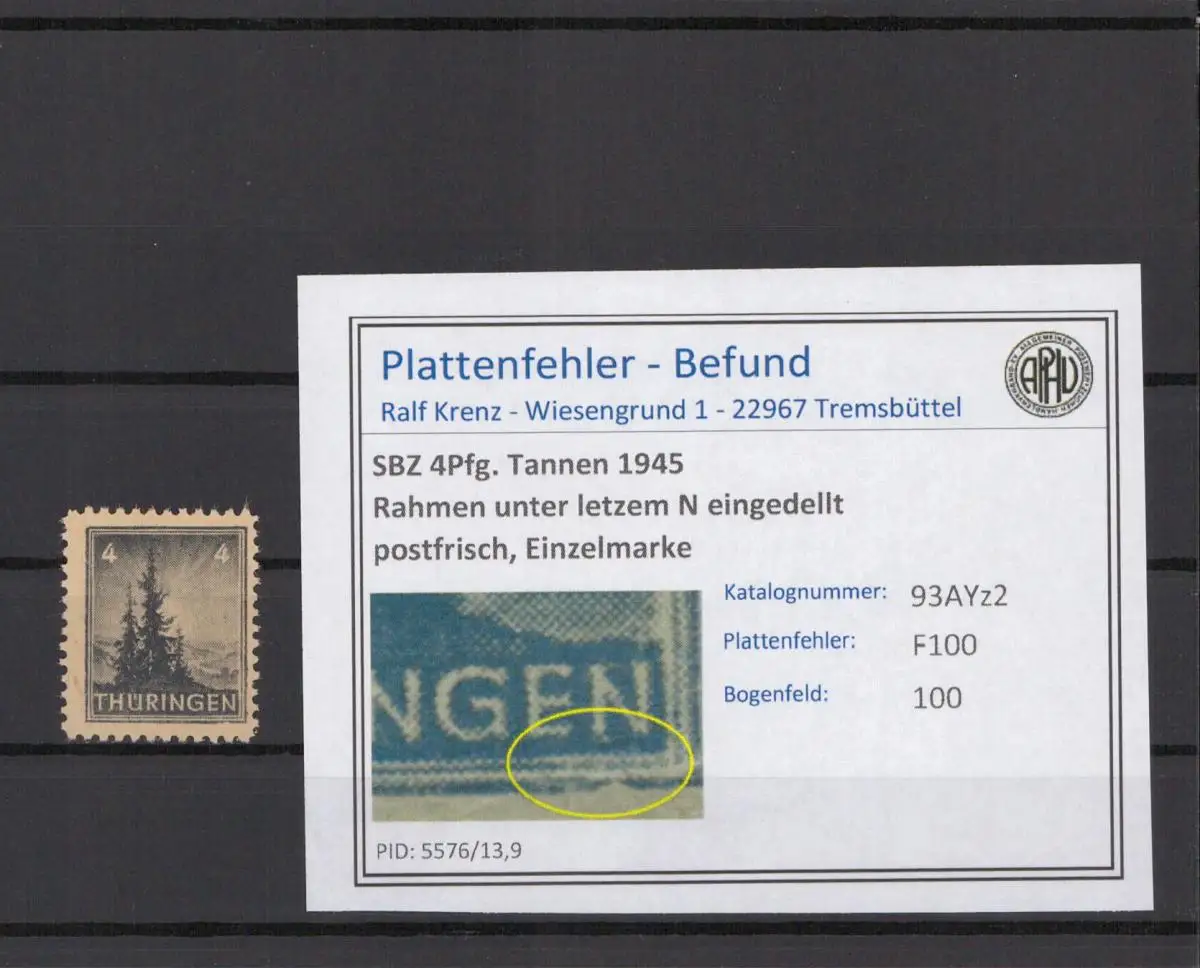 4 4
THÜRINGEN
Plattenfehler - Befund
Ralf Krenz - Wiesengrund 1 - 22967 Tremsbüttel
APHV
SBZ 4Pfg. Tannen 1945
Rahmen unter letzem N eingedellt
postfrisch, Einzelmarke
NGEN
Katalognummer: 93AYz2
Plattenfehler: F100
Bogenfeld: 100
PID: 5576/13,9